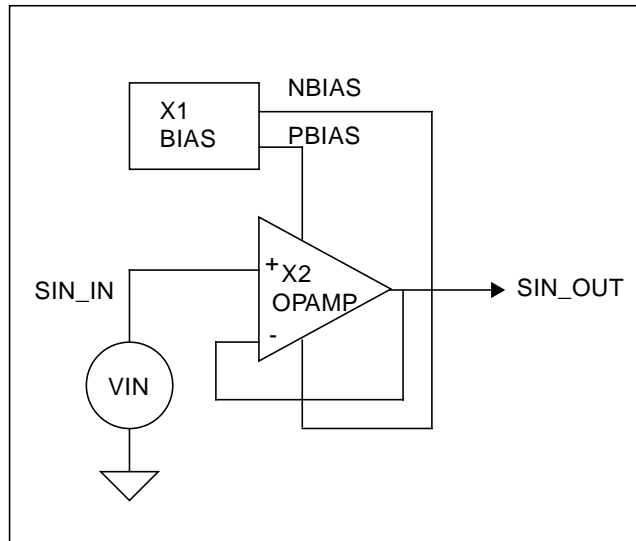 NBIAS
X1
BIAS
PBIAS
+
X2
OPAMP
SIN_IN
SIN_OUT
-
VIN